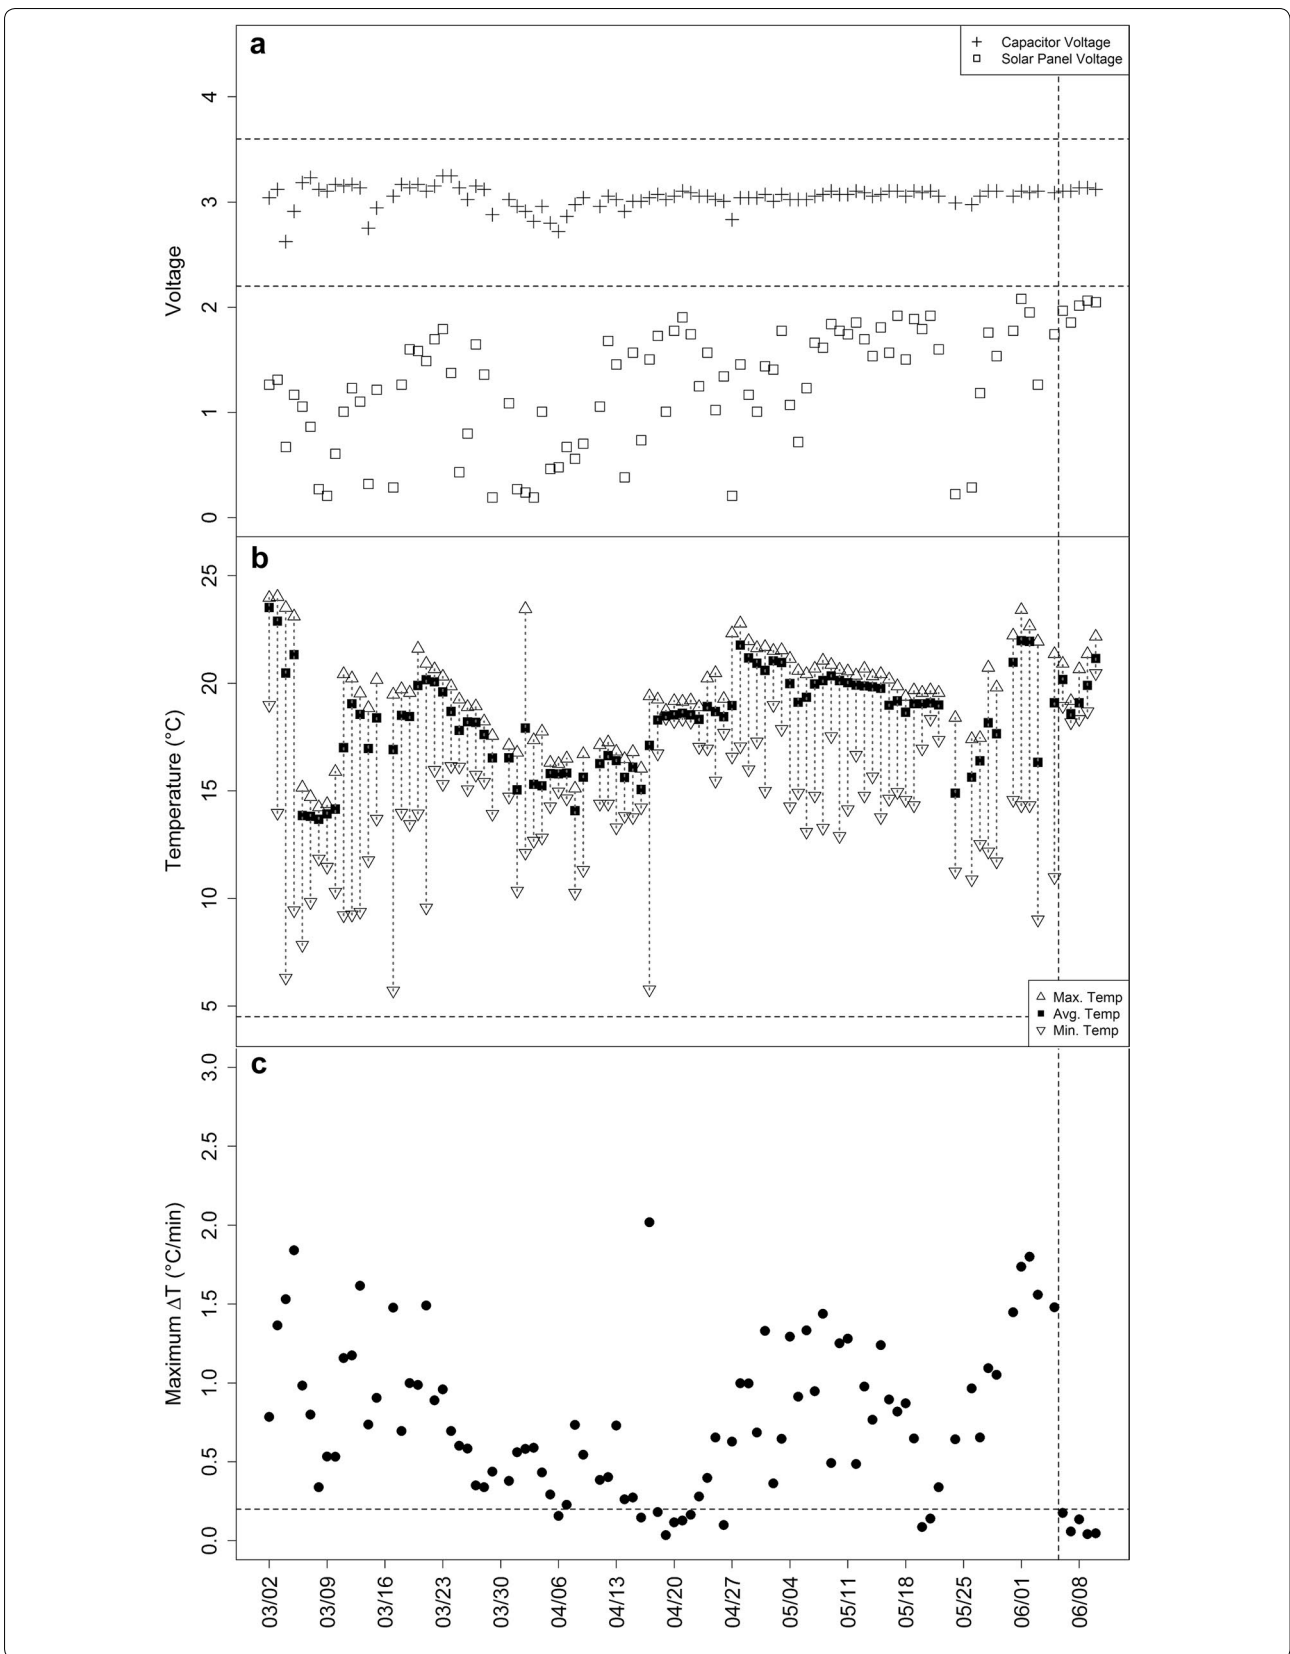 a
Capacitor Voltage
Solar Panel Voltage
4
3
2
1
0
Voltage
b
25
20
15
10
5
Temperature (°C)
Max. Temp
Avg. Temp
Min. Temp
c
3.0
2.5
2.0
1.5
1.0
0.5
0.0
Maximum ΔT (°C/min)
03/02 03/09 03/16 03/23 03/30 04/06 04/13 04/20 04/27 05/04 05/11 05/18 05/25 06/01 06/08